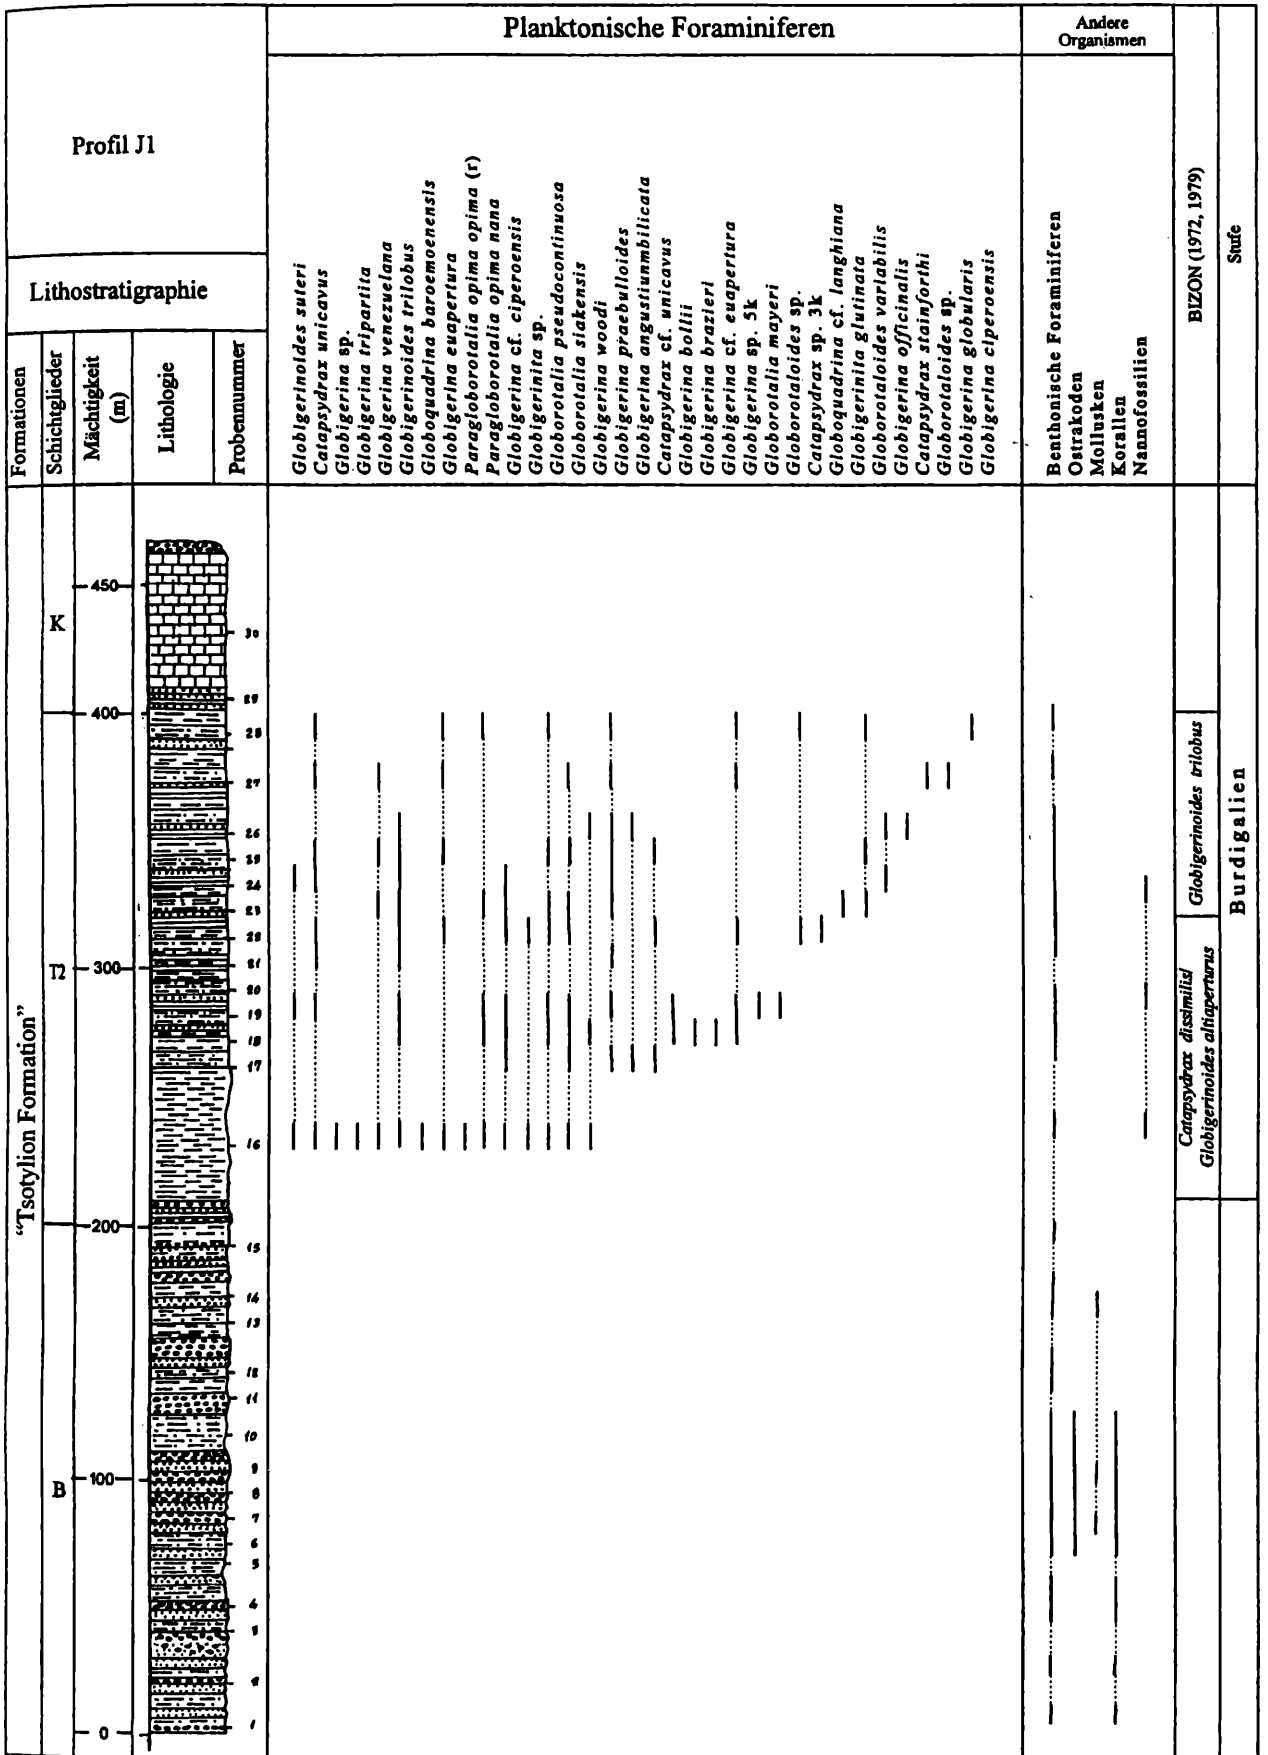 Planktonische Foraminiferen
Andere
Organismen
Profil J1
Lithostratigraphie
Formationen
Schichtglieder
Mächtigkeit
(m)
Lithologie
Probennummer
Globigerinoides suteri
Catapsydrax unicavus
Globigerina sp.
Globigerina tripartita
Globigerina venezuelana
Globigerinoides trilobus
Globoquadrina baroemoenensis
Globigerina euapertura
Paragloborotalia opima opima (r)
Paragloborotalia opima nana
Globigerina cf. ciperoensis
Globigerinita sp.
Globorotalia pseudocontinuosa
Globorotalia siakensis
Globigerina woodi
Globigerina praebulloides
Globigerina angustiumbilicata
Catapsydrax cf. unicavus
Globigerina bollii
Globigerina brazieri
Globigerina cf. euapertura
Globigerina sp. 5k
Globorotalia mayeri
Globorotaloides sp.
Catapsydrax sp. 3k
Globoquadrina cf. langhiana
Globigerinita glutinata
Globorotaloides variabilis
Globigerina officinalis
Catapsydrax stainforthi
Globorotaloides sp.
Globigerina globularis
Globigerina ciperoensis
Benthonische Foraminiferen
Ostrakoden
Mollusken
Korallen
Nannofossilien
BIZON (1972, 1979)
Stufe
"Tsotylion Formation"
K
T2
B
450
400
300
200
100
0
30
29
28
27
26
25
24
23
22
21
20
19
18
17
16
15
14
13
12
11
10
9
8
7
6
5
4
3
2
1
Globigerinoides trilobus
Catapsydrax dissimilis/
Globigerinoides altiaperturus
Burdigalien